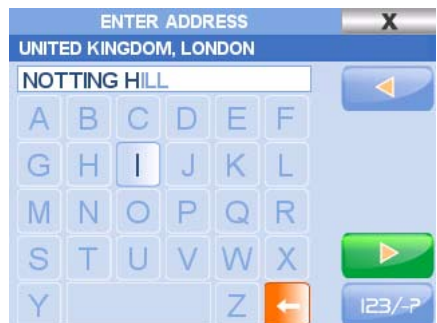 ENTER ADDRESS X
UNITED KINGDOM, LONDON
NOTTING HILL
A B C D E F
G H I J K L
M N O P Q R
S T U V W X
Y Z 123/-?